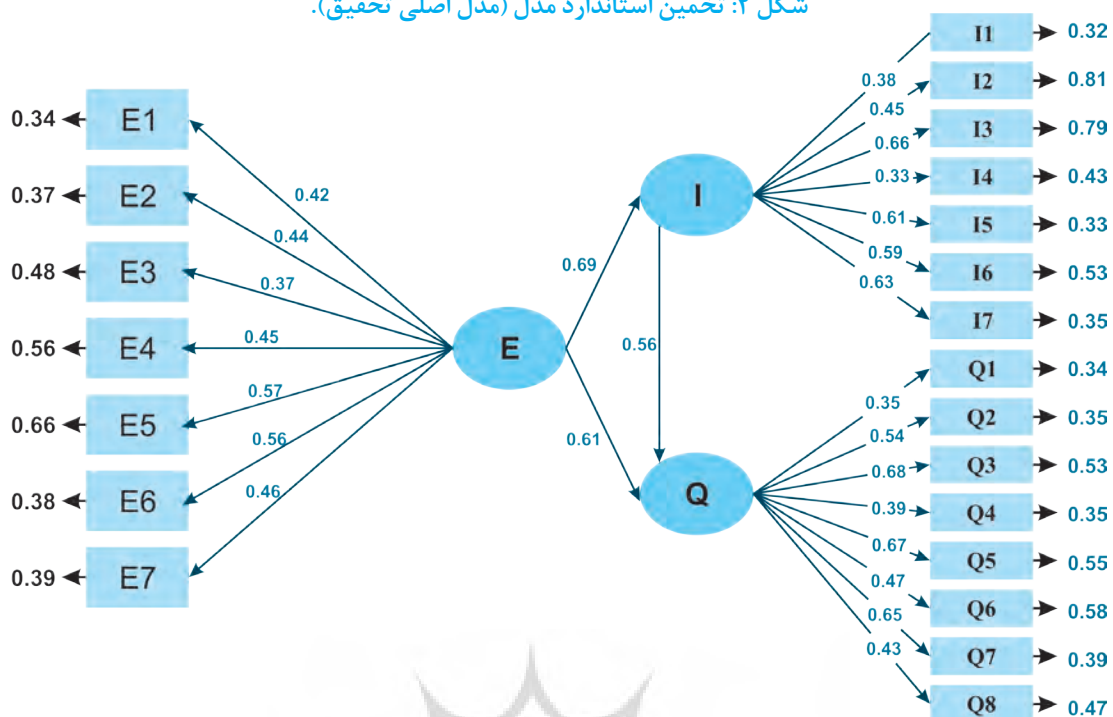 شکل ۲: تخمین استاندارد مدل (مدل اصلی تحقیق).
0.34 E1 0.42
0.37 E2 0.44
0.48 E3 0.37
0.56 E4 0.45
0.66 E5 0.57
0.38 E6 0.56
0.39 E7 0.46
E
0.69
0.61
I
0.56
Q
0.38 I1 0.32
0.45 I2 0.81
0.66 I3 0.79
0.33 I4 0.43
0.61 I5 0.33
0.59 I6 0.53
0.63 I7 0.35
0.35 Q1 0.34
0.54 Q2 0.35
0.68 Q3 0.53
0.39 Q4 0.35
0.67 Q5 0.55
0.47 Q6 0.58
0.65 Q7 0.39
0.43 Q8 0.47